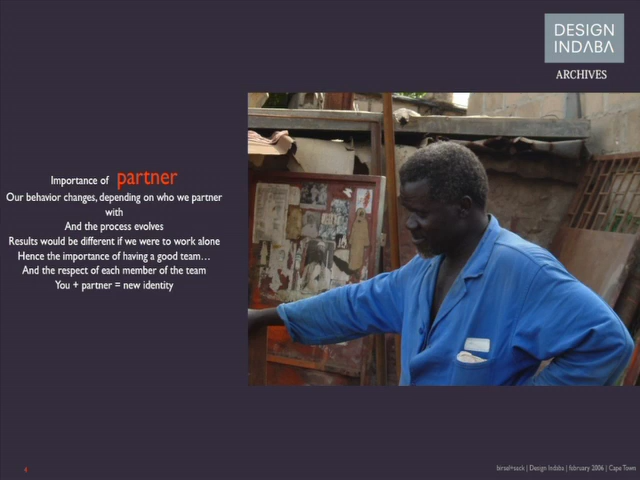 DESIGN
INDABA
ARCHIVES
Importance of partner
Our behavior changes, depending on who we partner
with
And the process evolves
Results would be different if we were to work alone
Hence the importance of having a good team…
And the respect of each member of the team
You + partner = new identity
4
birsel+seck | Design Indaba | february 2006 | Cape Town